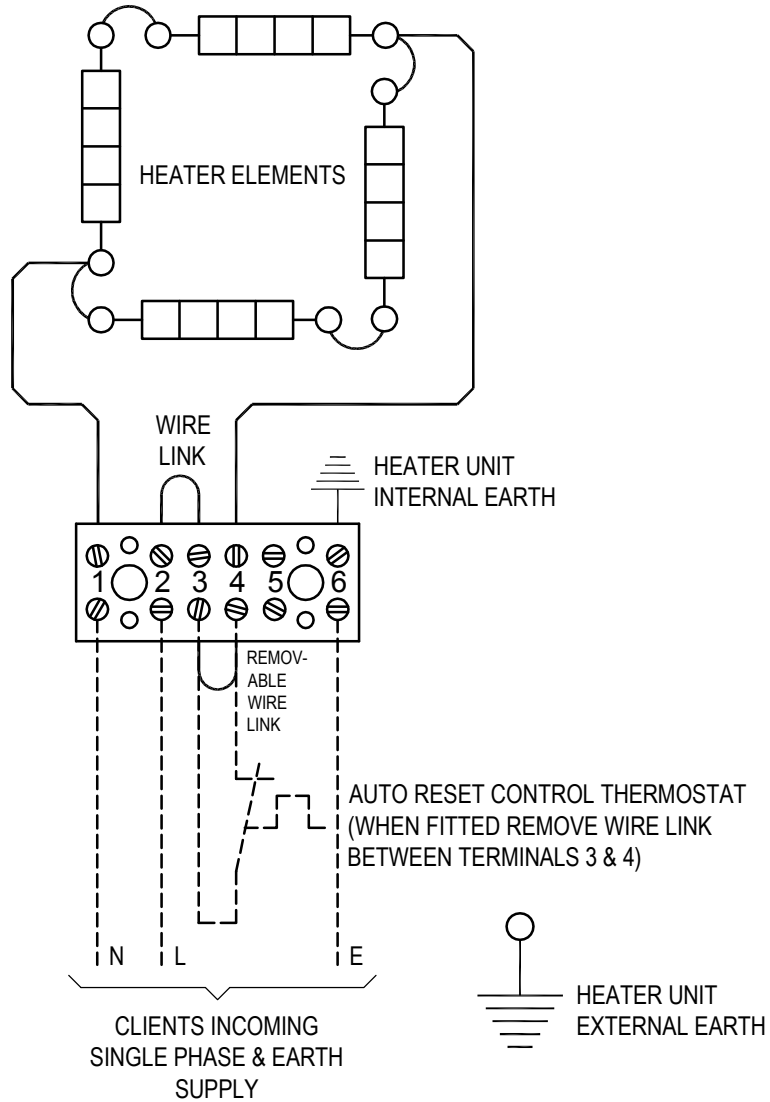 HEATER ELEMENTS
WIRE
LINK
HEATER UNIT
INTERNAL EARTH
1 2 3 4 5 6
REMOV-
ABLE
WIRE
LINK
AUTO RESET CONTROL THERMOSTAT
(WHEN FITTED REMOVE WIRE LINK
BETWEEN TERMINALS 3 & 4)
N L E
CLIENTS INCOMING
SINGLE PHASE & EARTH
SUPPLY
HEATER UNIT
EXTERNAL EARTH